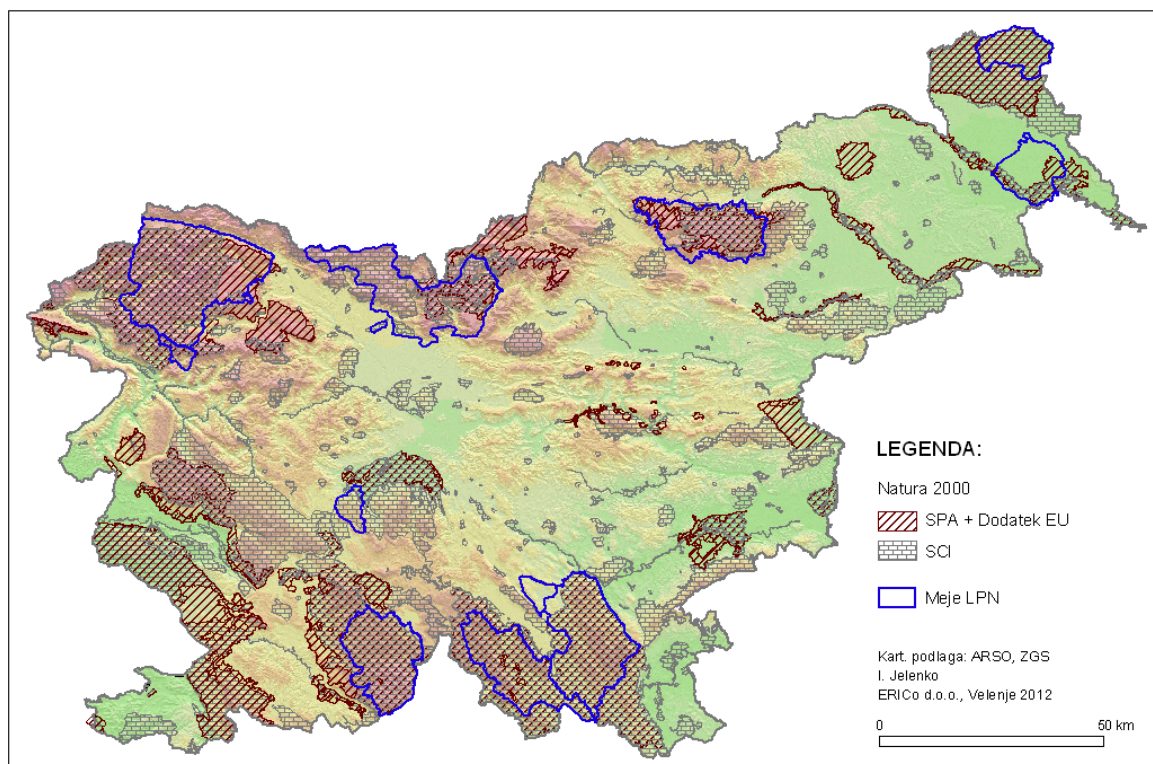 LEGENDA:
Natura 2000
SPA + Dodatek EU
SCI
Meje LPN
Kart. podlaga: ARSO, ZGS
I. Jelenko
ERICo d.o.o., Velenje 2012
0 50 km